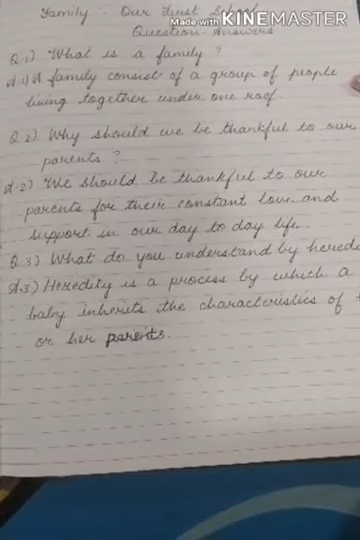 Family :- Our First School
Made with KINEMASTER
Question-Answers
Q.1) What is a family ?
A.1) A family consist of a group of people
living together under one roof.
Q.2) Why should we be thankful to our
parents ?
A.2) We should be thankful to our
parents for their constant love and
support in our day to day life.
Q.3) What do you understand by
A.3) Heredity is a process by which a
baby inherits the characteristics of
or her parents.